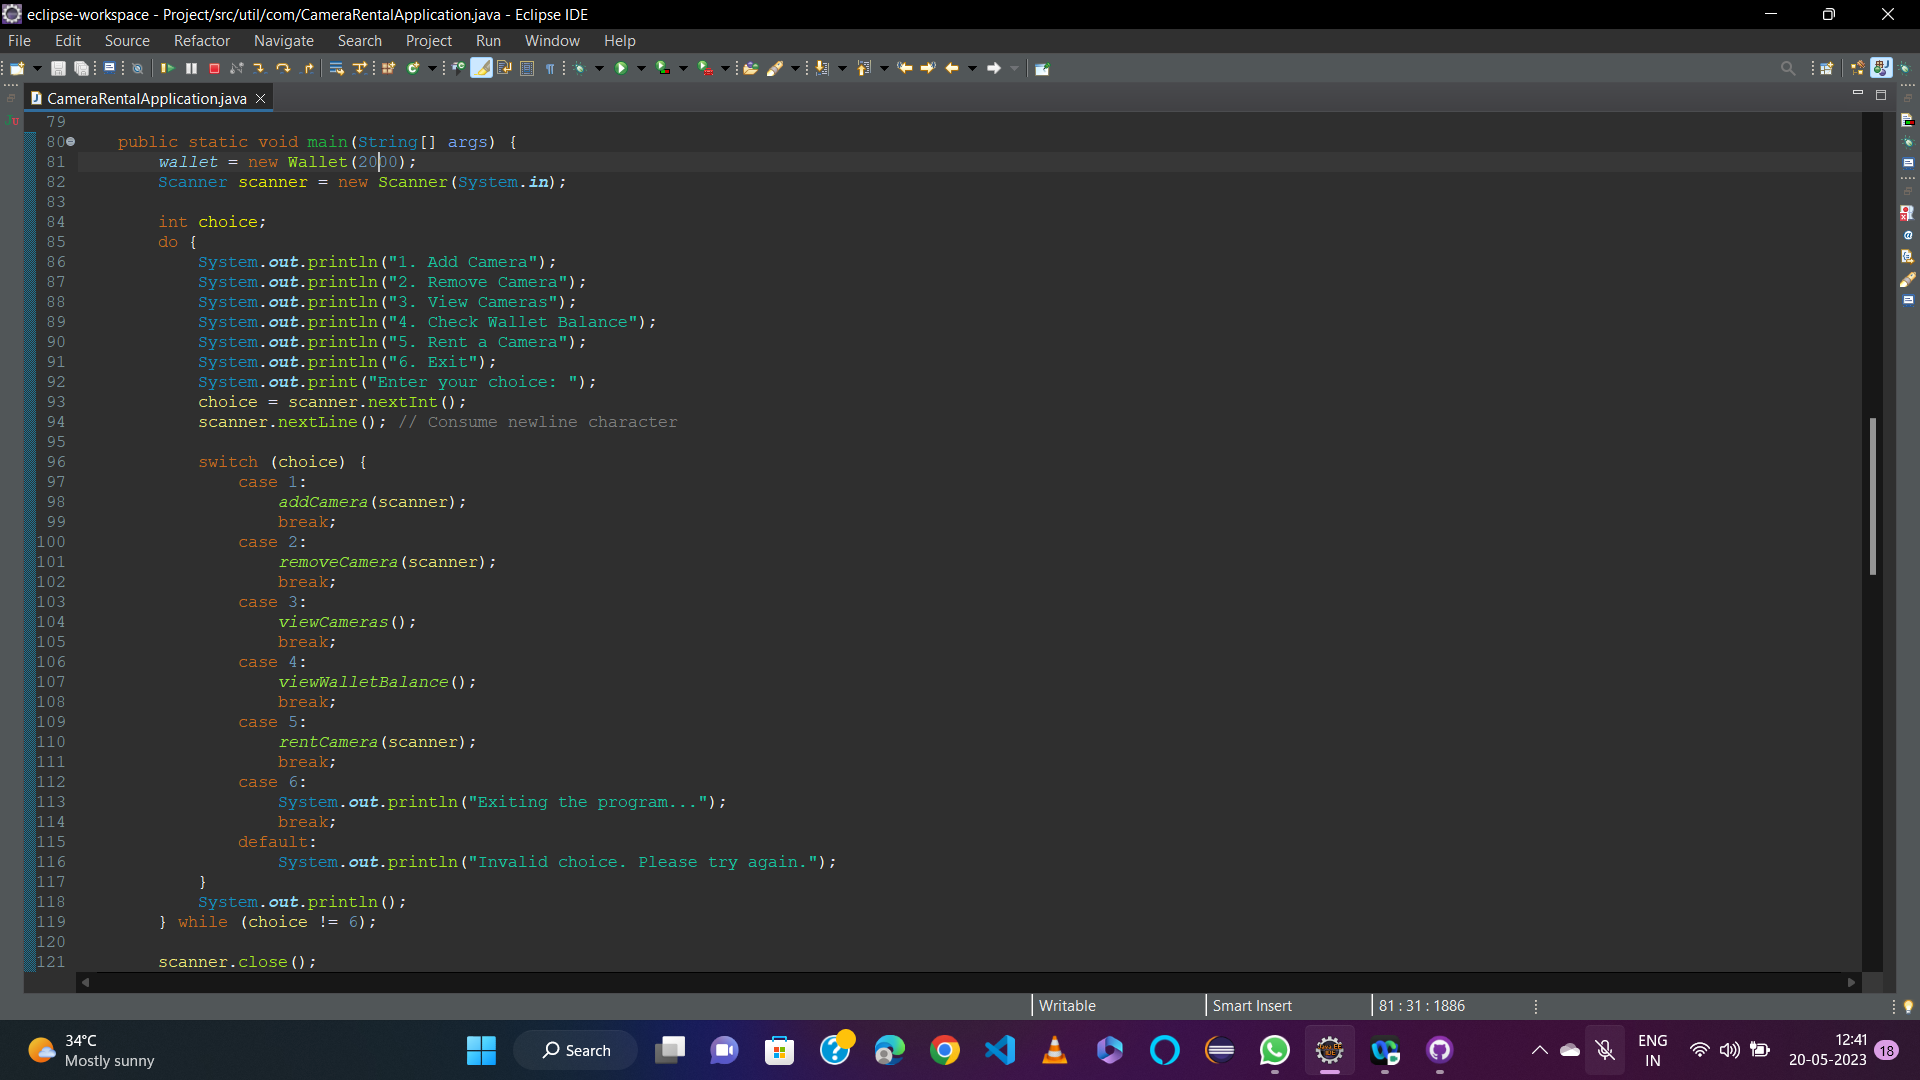 eclipse-workspace - Project/src/util/com/CameraRentalApplication.java - Eclipse IDE
File Edit Source Refactor Navigate Search Project Run Window Help
CameraRentalApplication.java
79
80 public static void main(String[] args) {
81 wallet = new Wallet(2000);
82 Scanner scanner = new Scanner(System.in);
83
84 int choice;
85 do {
86 System.out.println("1. Add Camera");
87 System.out.println("2. Remove Camera");
88 System.out.println("3. View Cameras");
89 System.out.println("4. Check Wallet Balance");
90 System.out.println("5. Rent a Camera");
91 System.out.println("6. Exit");
92 System.out.print("Enter your choice: ");
93 choice = scanner.nextInt();
94 scanner.nextLine(); // Consume newline character
95
96 switch (choice) {
97 case 1:
98 addCamera(scanner);
99 break;
100 case 2:
101 removeCamera(scanner);
102 break;
103 case 3:
104 viewCameras();
105 break;
106 case 4:
107 viewWalletBalance();
108 break;
109 case 5:
110 rentCamera(scanner);
111 break;
112 case 6:
113 System.out.println("Exiting the program...");
114 break;
115 default:
116 System.out.println("Invalid choice. Please try again.");
117 }
118 System.out.println();
119 } while (choice != 6);
120
121 scanner.close();
Writable Smart Insert 81 : 31 : 1886
34°C
Mostly sunny
Search
ENG
IN
12:41
20-05-2023
18